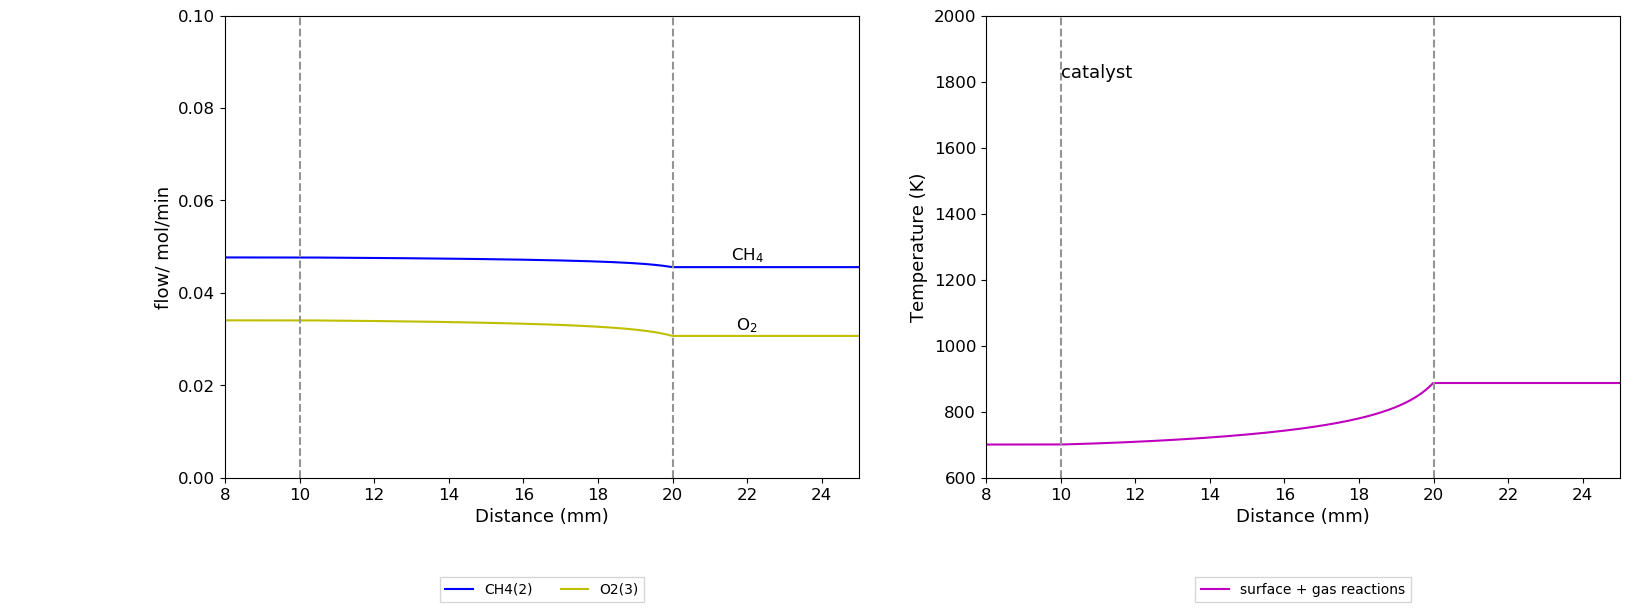 0.10
0.08
0.06
0.04
0.02
0.00
flow/ mol/min
CH₄
O₂
8 10 12 14 16 18 20 22 24
Distance (mm)
CH4(2) O2(3)
2000
1800
1600
1400
1200
1000
800
600
Temperature (K)
catalyst
8 10 12 14 16 18 20 22 24
Distance (mm)
surface + gas reactions